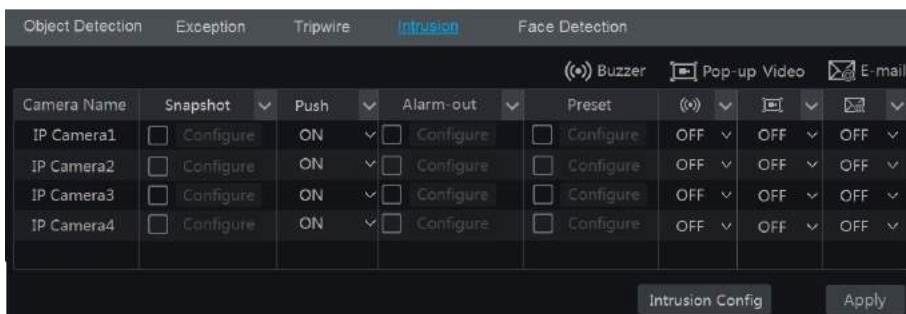 Object Detection Exception Tripwire Intrusion Face Detection
Buzzer Pop-up Video E-mail
Camera Name Snapshot Push Alarm-out Preset
IP Camera1 Configure ON Configure Configure OFF OFF OFF
IP Camera2 Configure ON Configure Configure OFF OFF OFF
IP Camera3 Configure ON Configure Configure OFF OFF OFF
IP Camera4 Configure ON Configure Configure OFF OFF OFF
Intrusion Config Apply